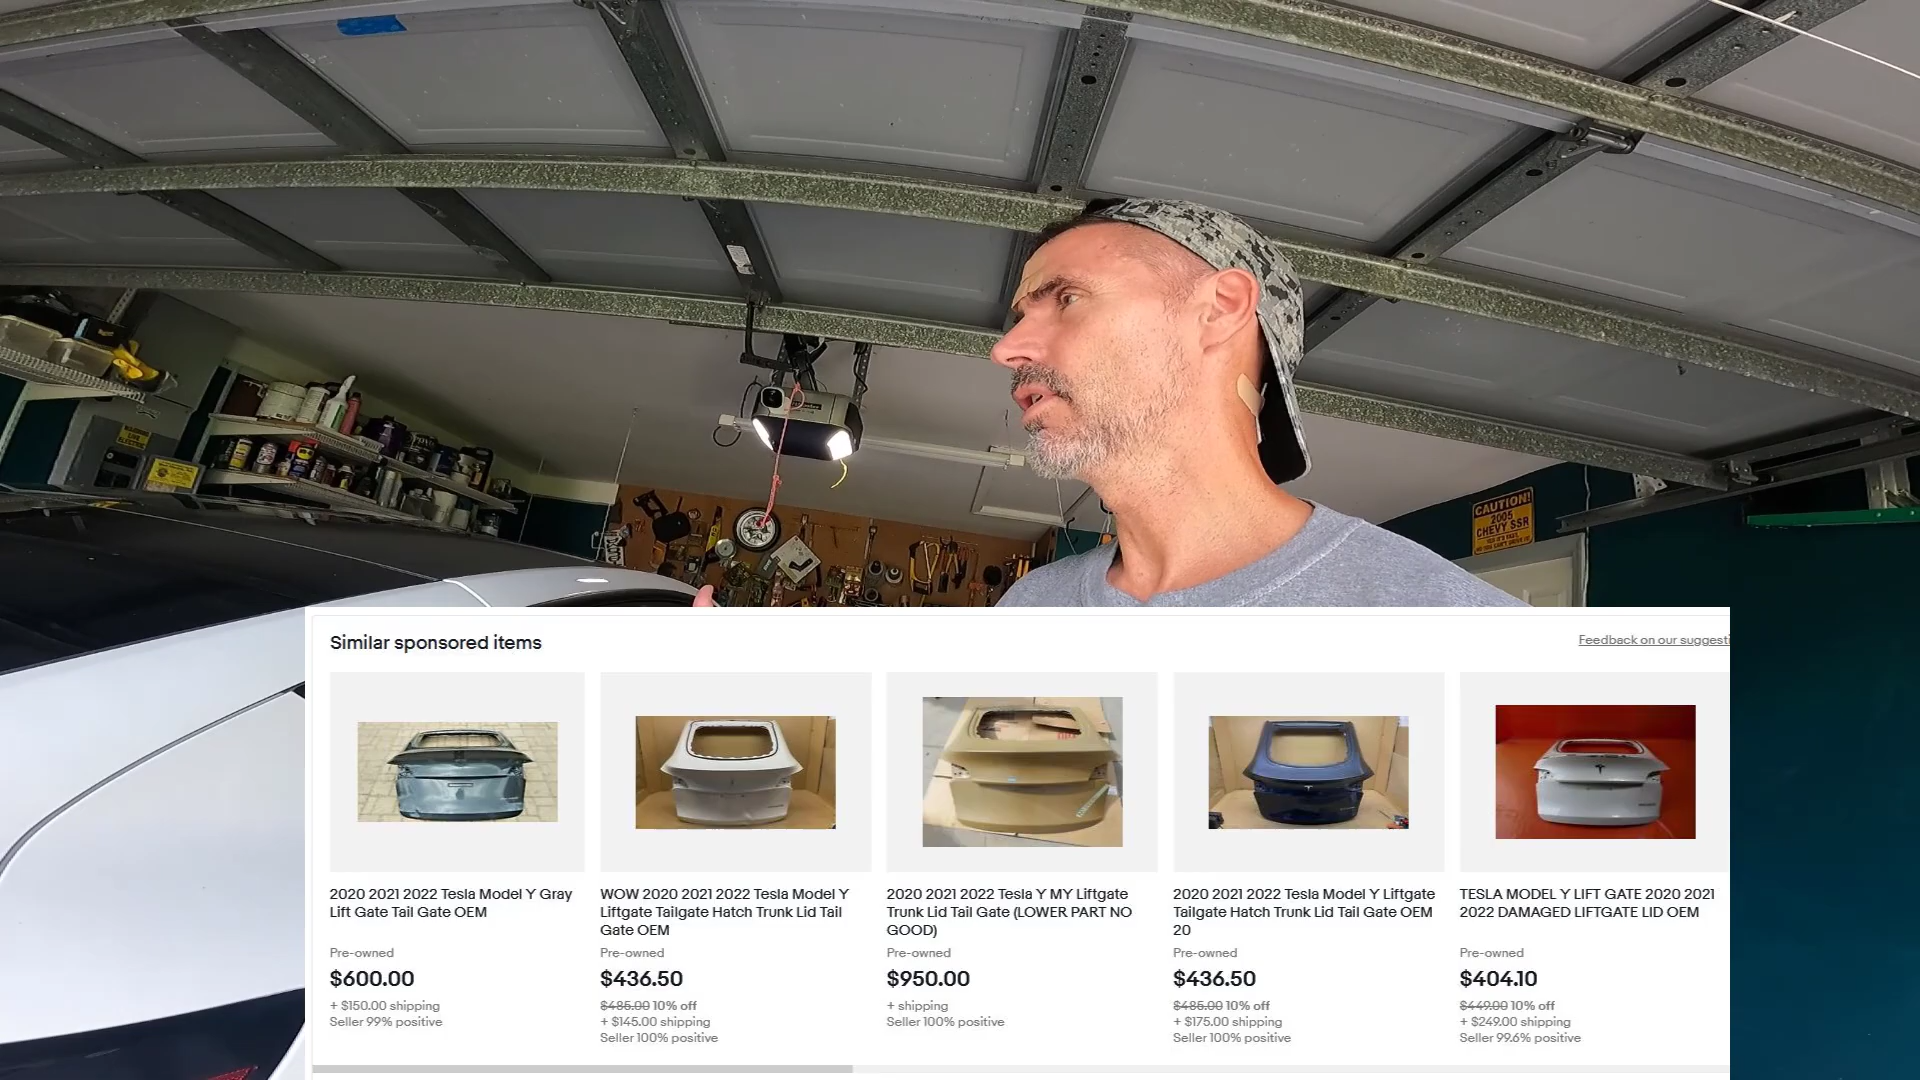 CAUTION!
2005
CHEVY SSR
Similar sponsored items
Feedback on our suggesti
2020 2021 2022 Tesla Model Y Gray
Lift Gate Tail Gate OEM
Pre-owned
$600.00
+ $150.00 shipping
Seller 99% positive
WOW 2020 2021 2022 Tesla Model Y
Liftgate Tailgate Hatch Trunk Lid Tail
Gate OEM
Pre-owned
$436.50
$485.00 10% off
+ $145.00 shipping
Seller 100% positive
2020 2021 2022 Tesla Y MY Liftgate
Trunk Lid Tail Gate (LOWER PART NO
GOOD)
Pre-owned
$950.00
+ shipping
Seller 100% positive
2020 2021 2022 Tesla Model Y Liftgate
Tailgate Hatch Trunk Lid Tail Gate OEM
20
Pre-owned
$436.50
$485.00 10% off
+ $175.00 shipping
Seller 100% positive
TESLA MODEL Y LIFT GATE 2020 2021
2022 DAMAGED LIFTGATE LID OEM
Pre-owned
$404.10
$449.00 10% off
+ $249.00 shipping
Seller 99.6% positive